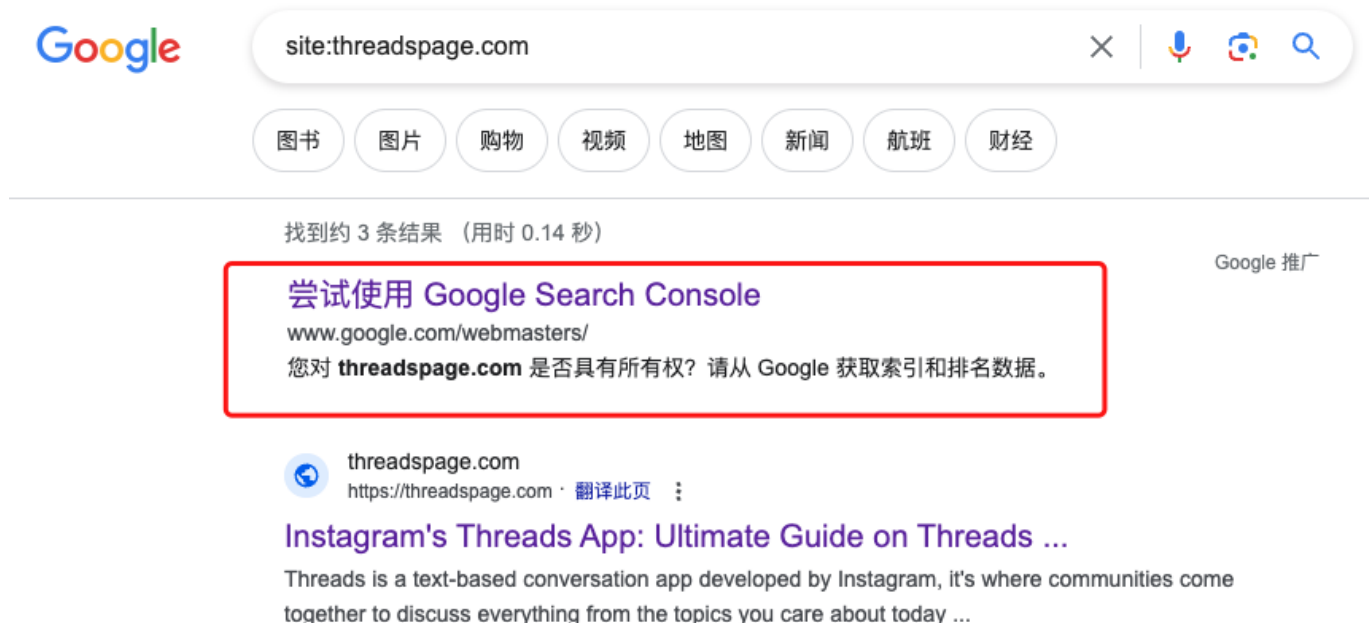 Google
site:threadspage.com
图书 图片 购物 视频 地图 新闻 航班 财经
找到约 3 条结果 （用时 0.14 秒）
Google 推广
尝试使用 Google Search Console
www.google.com/webmasters/
您对 threadspage.com 是否具有所有权？请从 Google 获取索引和排名数据。
threadspage.com
https://threadspage.com · 翻译此页
Instagram's Threads App: Ultimate Guide on Threads ...
Threads is a text-based conversation app developed by Instagram, it's where communities come
together to discuss everything from the topics you care about today ...